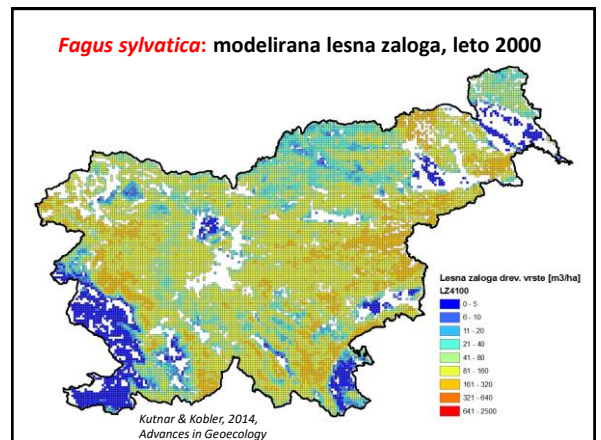 Fagus sylvatica: modelirana lesna zaloga, leto 2000
Lesna zaloga drev. vrste [m3/ha]
LZ4100
0 - 5
6 - 10
11 - 20
21 - 40
41 - 80
81 - 160
161 - 320
321 - 640
641 - 2500
Kutnar & Kobler, 2014,
Advances in Geoecology